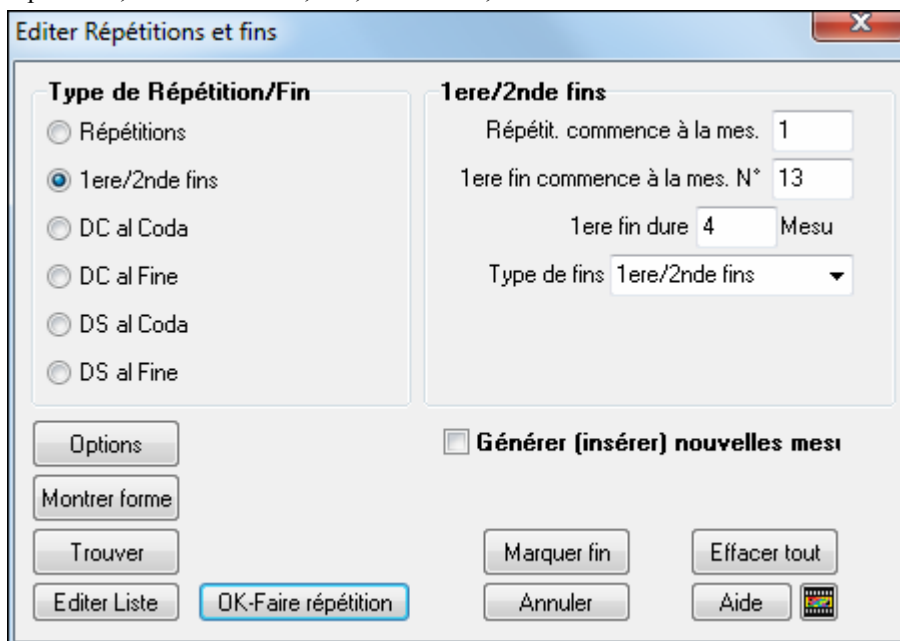 Editer Répétitions et fins
Type de Répétition/Fin
Répétitions
1ere/2nde fins
DC al Coda
DC al Fine
DS al Coda
DS al Fine
1ere/2nde fins
Répétit. commence à la mes. 1
1ere fin commence à la mes. N° 13
1ere fin dure 4 Mesu
Type de fins 1ere/2nde fins
Options
Générer (insérer) nouvelles mesu
Montrer forme
Trouver
Marquer fin
Effacer tout
Editer Liste
OK-Faire répétition
Annuler
Aide